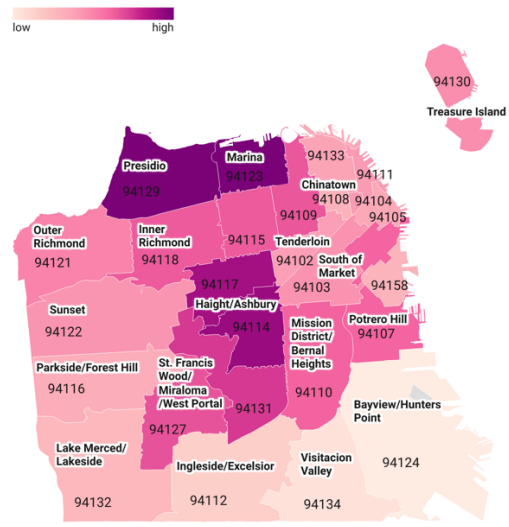 low high
94130
Treasure Island
94133
Presidio
Marina
94129
94123
94111
Chinatown
94108
94104
94109
94105
Outer
Richmond
94121
Inner
Richmond
94118
94115
Tenderloin
94102
South of
Market
94103
94158
94117
Haight/Ashbury
94114
Sunset
94122
Mission
District/
Bernal
Heights
94110
Potrero Hill
94107
Parkside/Forest Hill
94116
St. Francis
Wood/
Miraloma
/West Portal
94127
94131
Bayview/Hunters
Point
94124
Lake Merced/
Lakeside
94132
Ingleside/Excelsior
94112
Visitacion
Valley
94134